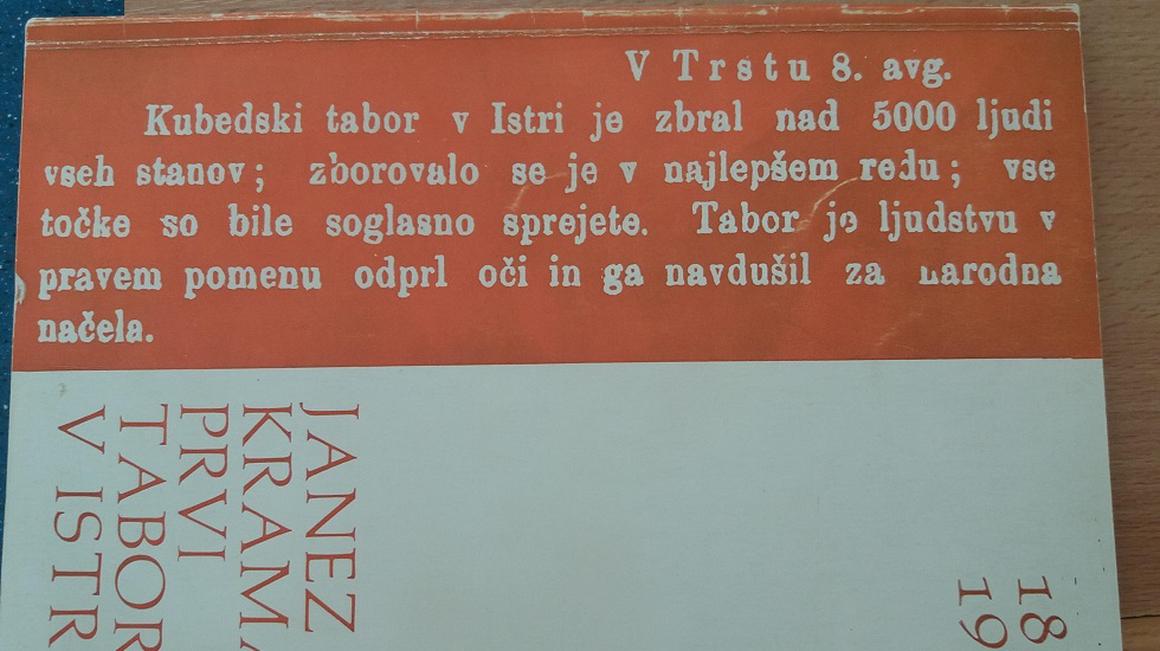 V Trstu 8. avg.
Kubedski tabor v Istri je zbral nad 5000 ljudi
vseh stanov; zborovalo se je v najlepšem redu; vse
točke so bile soglasno sprejete. Tabor je ljudstvu v
pravem pomenu odprl oči in ga navdušil za narodna
načela.
JANEZ
PRVI
TABOR
V
18
19